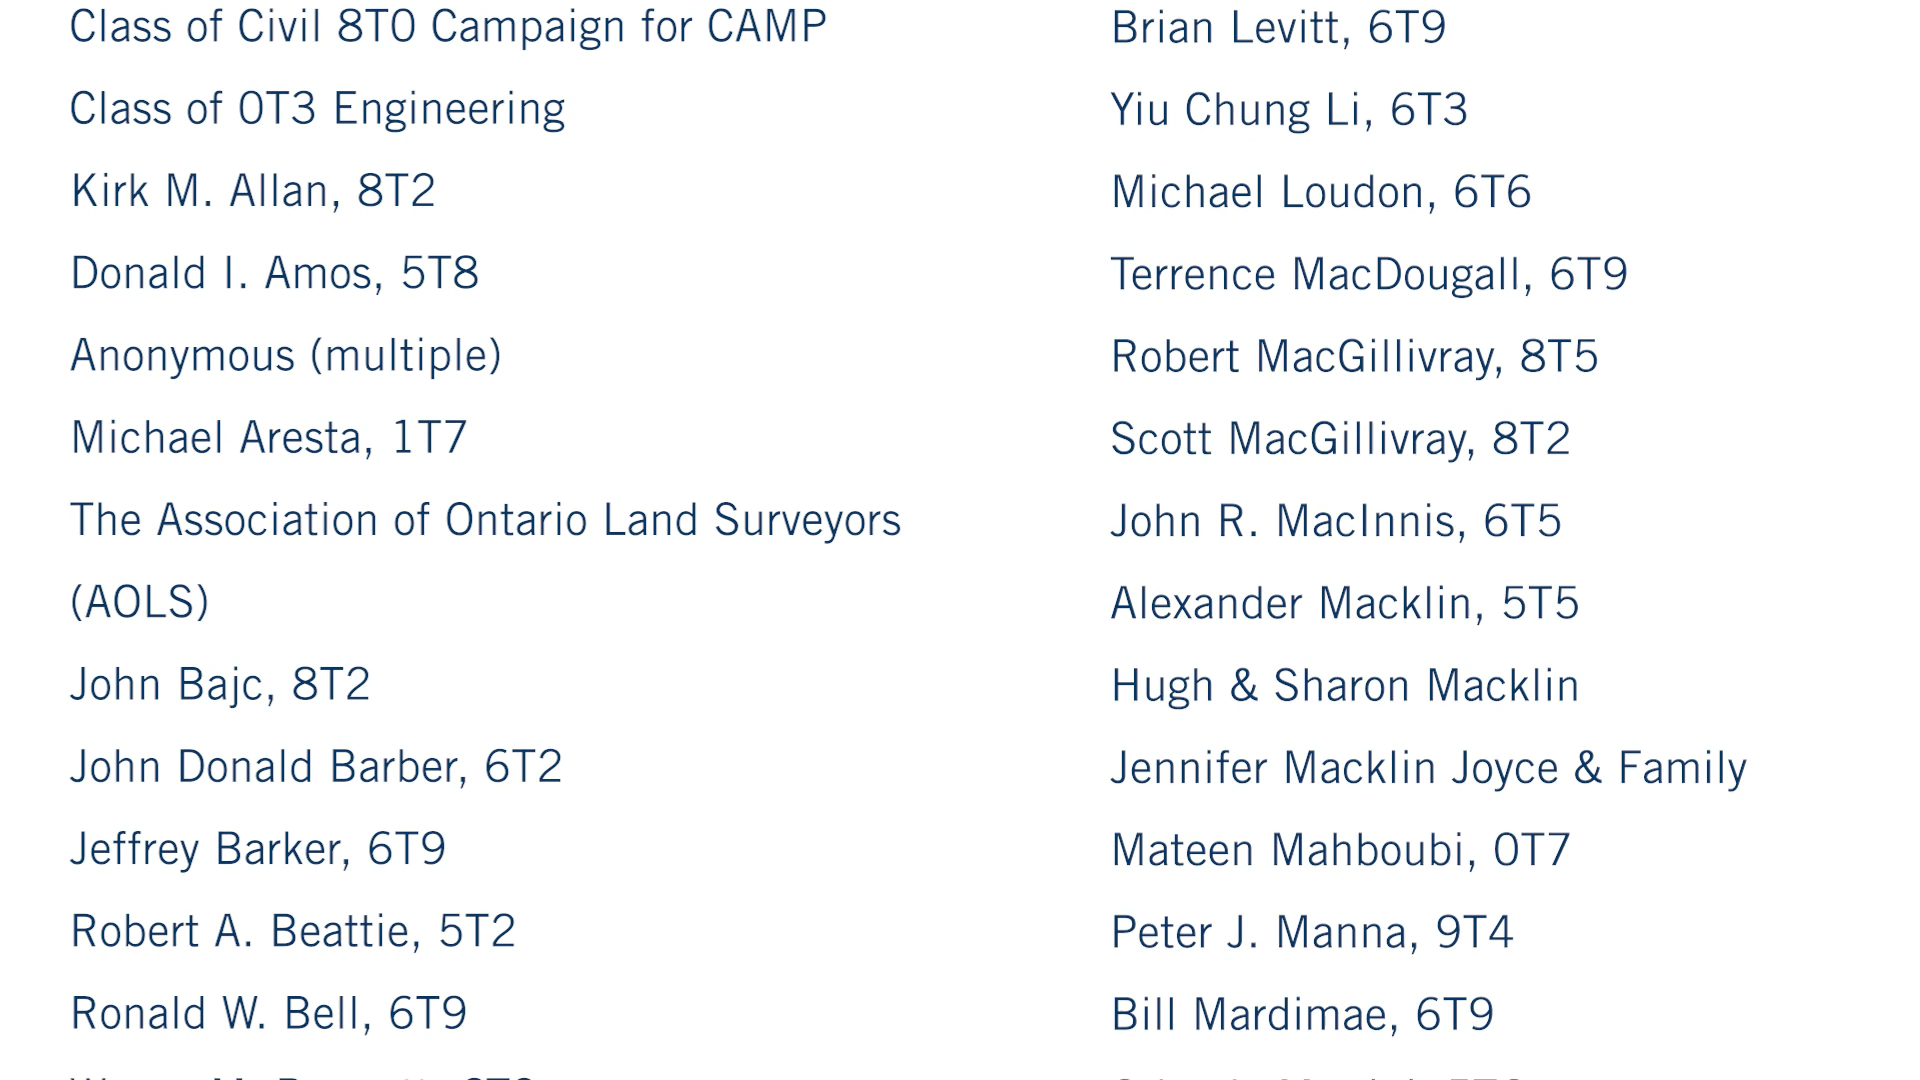 Class of Civil 8T0 Campaign for CAMP
Class of 0T3 Engineering
Kirk M. Allan, 8T2
Donald I. Amos, 5T8
Anonymous (multiple)
Michael Aresta, 1T7
The Association of Ontario Land Surveyors
(AOLS)
John Bajc, 8T2
John Donald Barber, 6T2
Jeffrey Barker, 6T9
Robert A. Beattie, 5T2
Ronald W. Bell, 6T9
Brian Levitt, 6T9
Yiu Chung Li, 6T3
Michael Loudon, 6T6
Terrence MacDougall, 6T9
Robert MacGillivray, 8T5
Scott MacGillivray, 8T2
John R. MacInnis, 6T5
Alexander Macklin, 5T5
Hugh & Sharon Macklin
Jennifer Macklin Joyce & Family
Mateen Mahboubi, 0T7
Peter J. Manna, 9T4
Bill Mardimae, 6T9